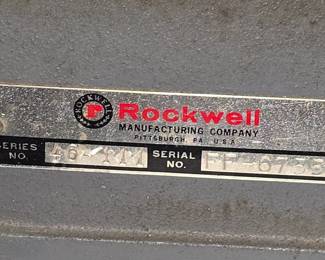 ROCKWELL
R
Rockwell
MANUFACTURING COMPANY
PITTSBURGH, PA. U.S.A.
SERIES NO. SERIAL NO.